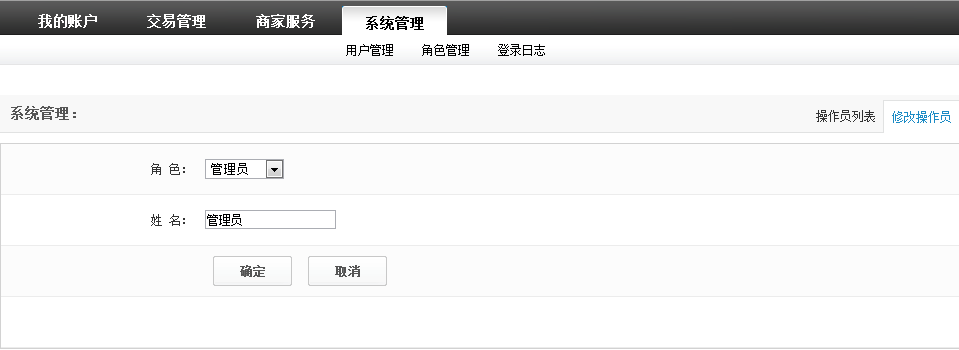 我的账户 交易管理 商家服务 系统管理
用户管理 角色管理 登录日志
系统管理： 操作员列表 修改操作员
角 色： 管理员
姓 名： 管理员
确定 取消